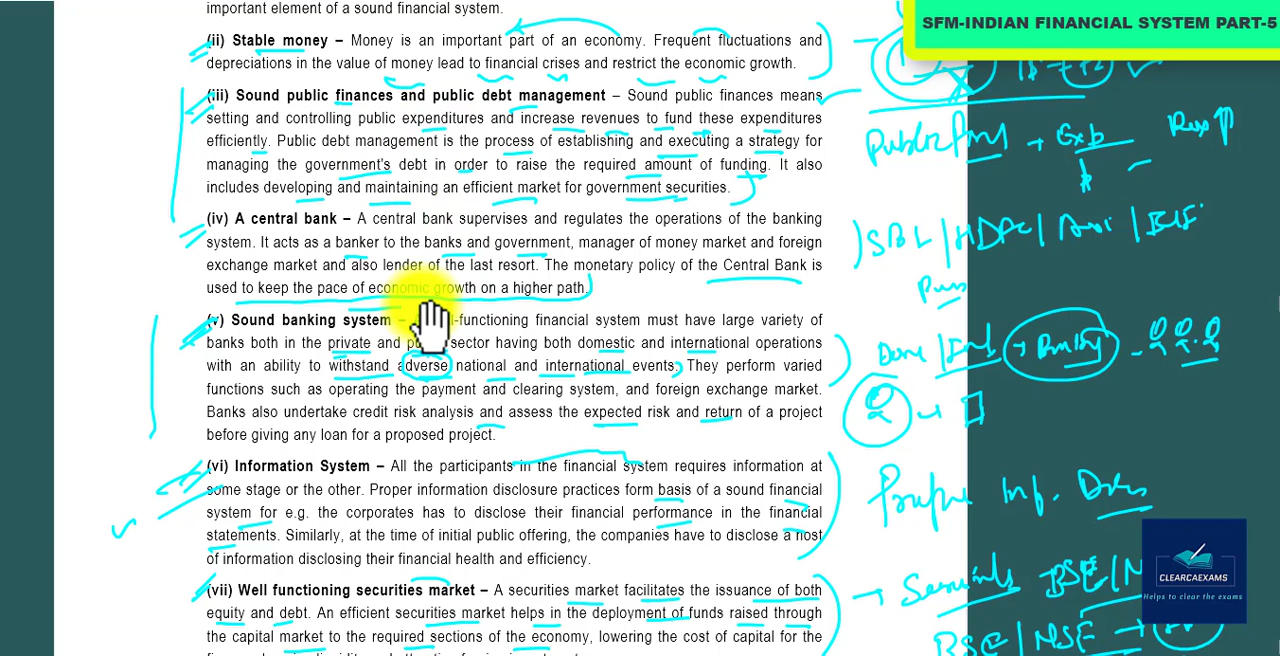 important element of a sound financial system.
SFM-INDIAN FINANCIAL SYSTEM PART-5
(ii) Stable money – Money is an important part of an economy. Frequent fluctuations and
depreciations in the value of money lead to financial crises and restrict the economic growth.
(iii) Sound public finances and public debt management – Sound public finances means
setting and controlling public expenditures and increase revenues to fund these expenditures
efficiently. Public debt management is the process of establishing and executing a strategy for
managing the government's debt in order to raise the required amount of funding. It also
includes developing and maintaining an efficient market for government securities.
(iv) A central bank – A central bank supervises and regulates the operations of the banking
system. It acts as a banker to the banks and government, manager of money market and foreign
exchange market and also lender of the last resort. The monetary policy of the Central Bank is
used to keep the pace of economic growth on a higher path.
(v) Sound banking system – -functioning financial system must have large variety of
banks both in the private and sector having both domestic and international operations
with an ability to withstand adverse national and international events. They perform varied
functions such as operating the payment and clearing system, and foreign exchange market.
Banks also undertake credit risk analysis and assess the expected risk and return of a project
before giving any loan for a proposed project.
(vi) Information System – All the participants in the financial system requires information at
some stage or the other. Proper information disclosure practices form basis of a sound financial
system for e.g. the corporates has to disclose their financial performance in the financial
statements. Similarly, at the time of initial public offering, the companies have to disclose a host
of information disclosing their financial health and efficiency.
(vii) Well functioning securities market – A securities market facilitates the issuance of both
equity and debt. An efficient securities market helps in the deployment of funds raised through
the capital market to the required sections of the economy, lowering the cost of capital for the
Public
Exp
BSE/NSE
CLEARCAEXAMS
Helps to clear the exams